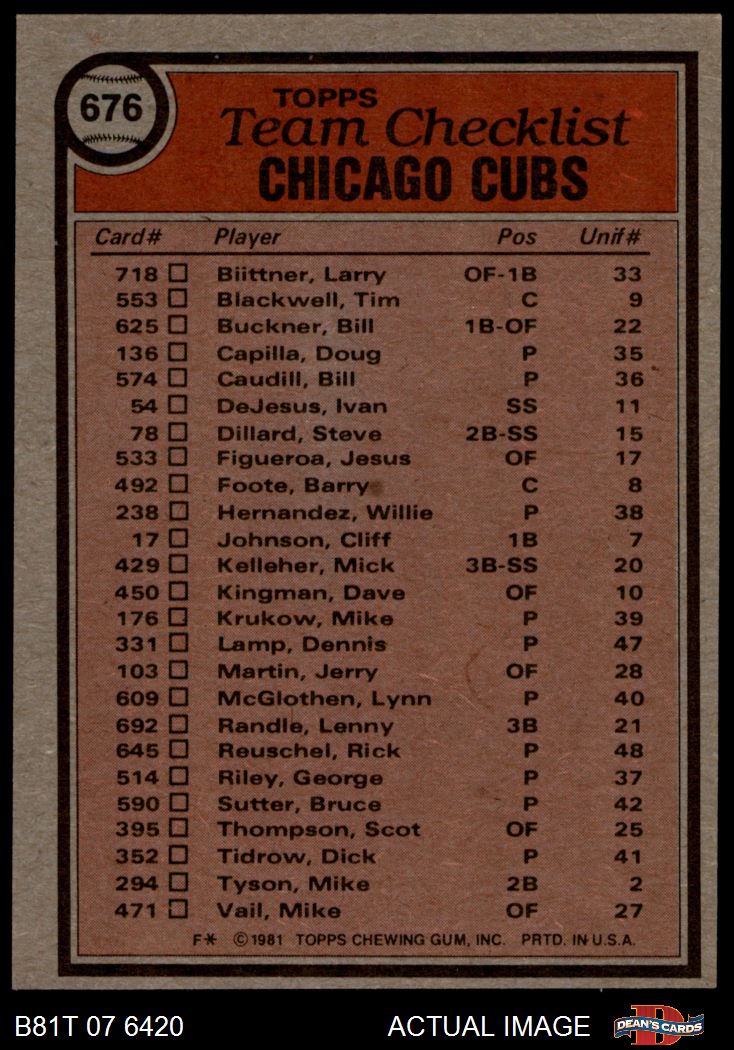 676
TOPPS
Team Checklist
CHICAGO CUBS
Card# Player Pos Unif#
718 Biittner, Larry OF-1B 33
553 Blackwell, Tim C 9
625 Buckner, Bill 1B-OF 22
136 Capilla, Doug P 35
574 Caudill, Bill P 36
54 DeJesus, Ivan SS 11
78 Dillard, Steve 2B-SS 15
533 Figueroa, Jesus OF 17
492 Foote, Barry C 8
238 Hernandez, Willie P 38
17 Johnson, Cliff 1B 7
429 Kelleher, Mick 3B-SS 20
450 Kingman, Dave OF 10
176 Krukow, Mike P 39
331 Lamp, Dennis P 47
103 Martin, Jerry OF 28
609 McGlothen, Lynn P 40
692 Randle, Lenny 3B 21
645 Reuschel, Rick P 48
514 Riley, George P 37
590 Sutter, Bruce P 42
395 Thompson, Scot OF 25
352 Tidrow, Dick P 41
294 Tyson, Mike 2B 2
471 Vail, Mike OF 27
F* ©1981 TOPPS CHEWING GUM, INC. PRTD. IN U.S.A.
B81T 07 6420 ACTUAL IMAGE D DEAN'S CARDS